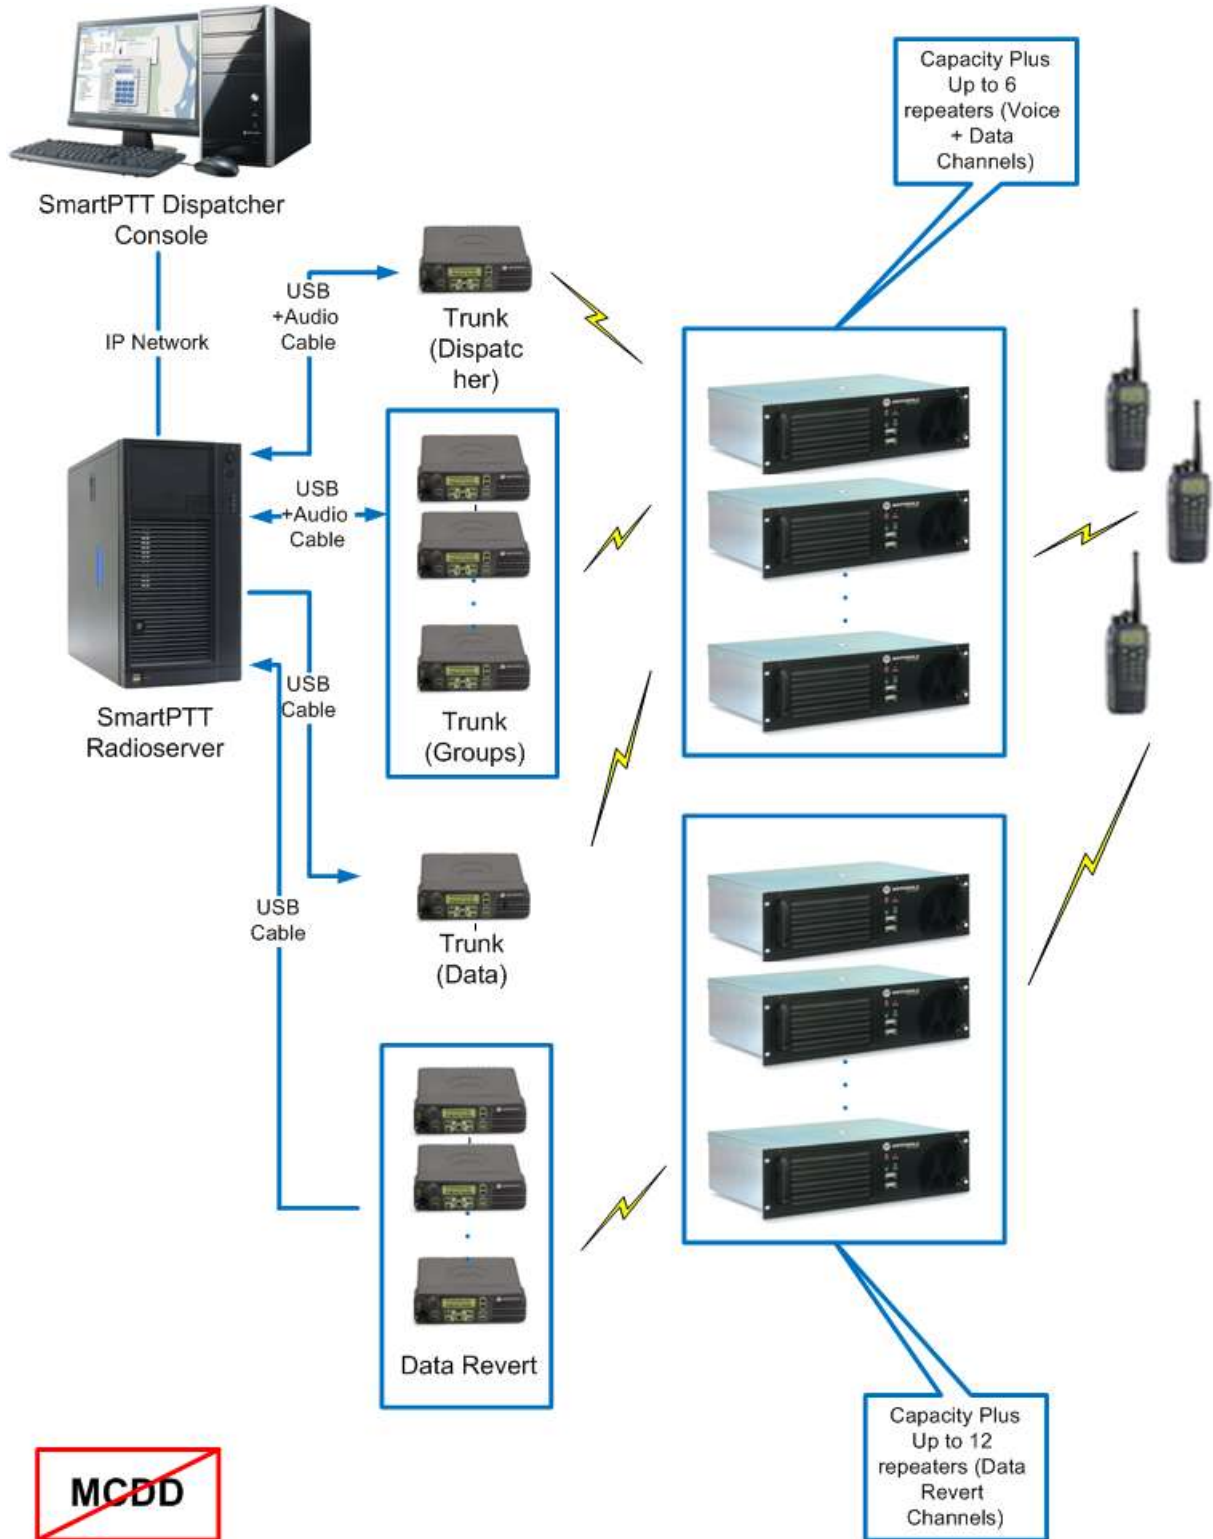 Capacity Plus
Up to 6
repeaters (Voice
+ Data
Channels)
SmartPTT Dispatcher
Console
USB
+Audio
Cable
IP Network
Trunk
(Dispatc
her)
USB
+Audio
Cable
SmartPTT
Radioserver
USB
Cable
Trunk
(Groups)
USB
Cable
Trunk
(Data)
Data Revert
Capacity Plus
Up to 12
repeaters (Data
Revert
Channels)
MCDD